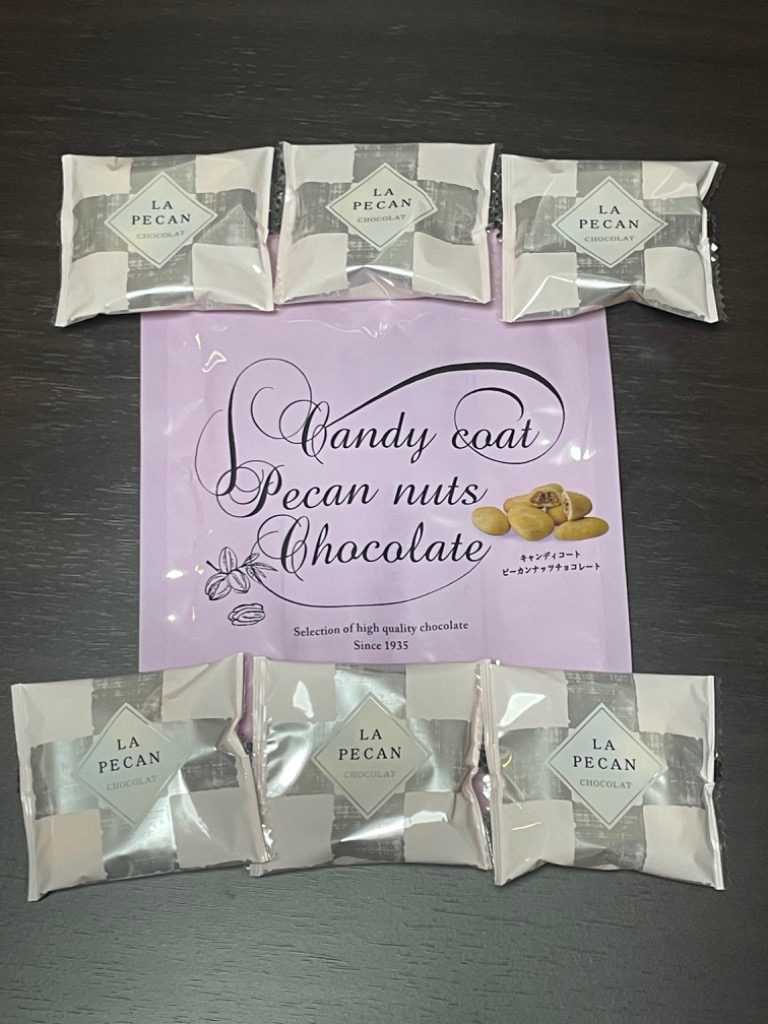 LA
PECAN
CHOCOLAT
LA
PECAN
CHOCOLAT
LA
PECAN
CHOCOLAT
Candy coat
Pecan nuts
Chocolate
キャンディコート
ピーカンナッツチョコレート
Selection of high quality chocolate
Since 1935
LA
PECAN
CHOCOLAT
LA
PECAN
CHOCOLAT
LA
PECAN
CHOCOLAT